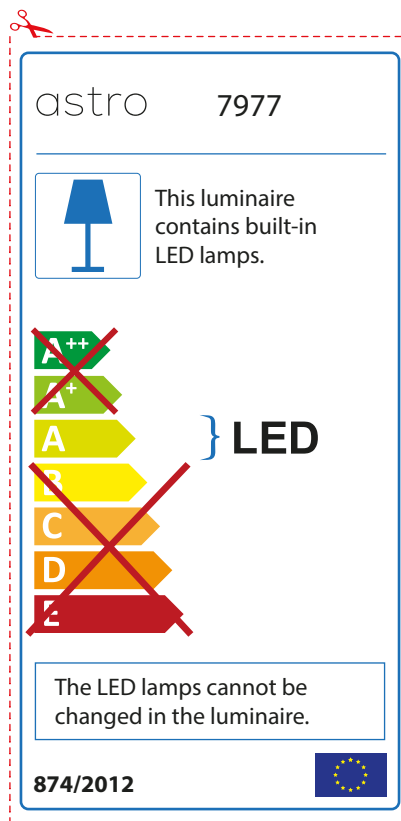 astro 7977
This luminaire
contains built-in
LED lamps.
A++
A+
A
} LED
B
C
D
E
The LED lamps cannot be
changed in the luminaire.
874/2012